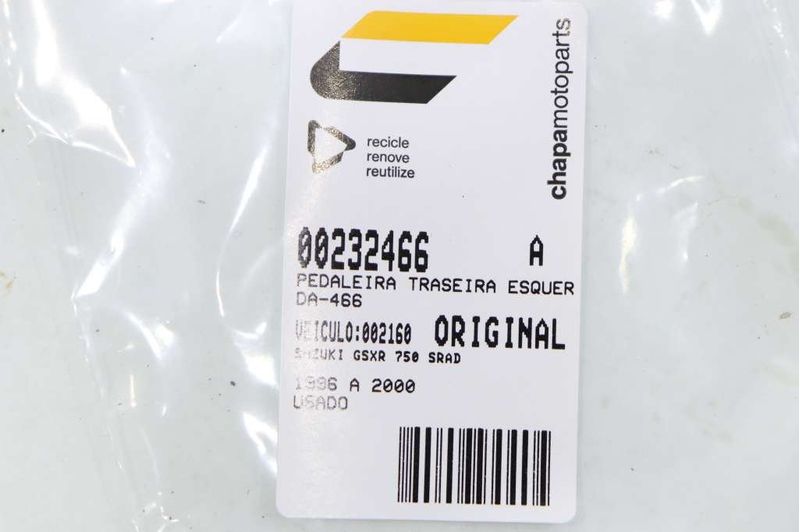 chapamotoparts
recicle
renove
reutilize
00232466 A
PEDALEIRA TRASEIRA ESQUER
DA-466
VEICULO:002160 ORIGINAL
SUZUKI GSXR 750 SRAD
1996 A 2000
USADO